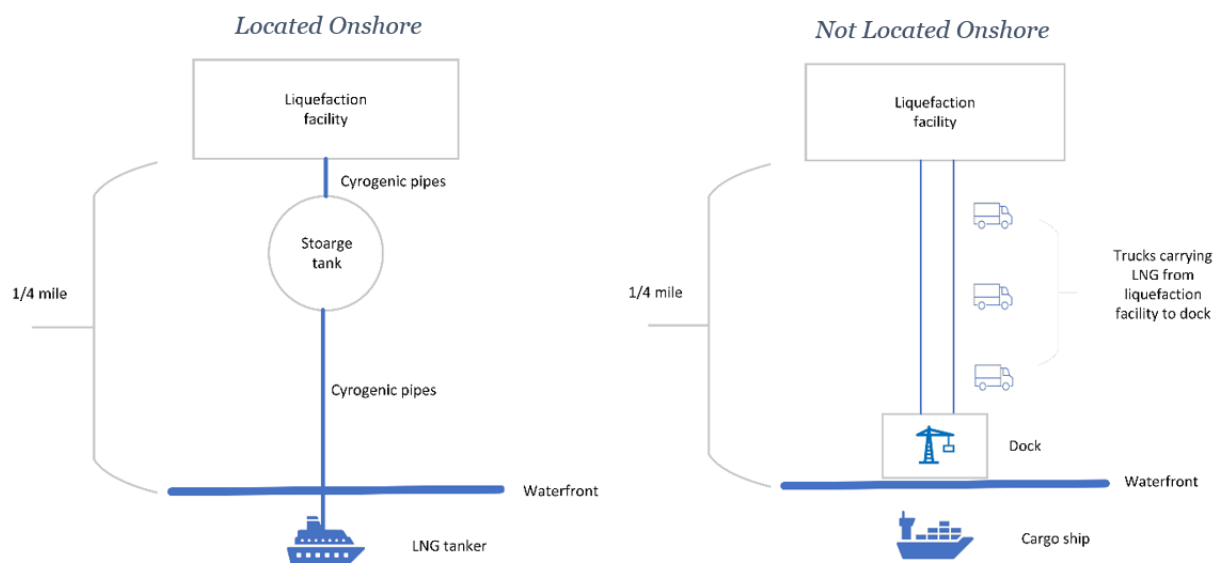 Located Onshore
Liquefaction
facility
Cyrogenic pipes
Stoarge
tank
1/4 mile
Cyrogenic pipes
Waterfront
LNG tanker
Not Located Onshore
Liquefaction
facility
1/4 mile
Trucks carrying
LNG from
liquefaction
facility to dock
Dock
Waterfront
Cargo ship